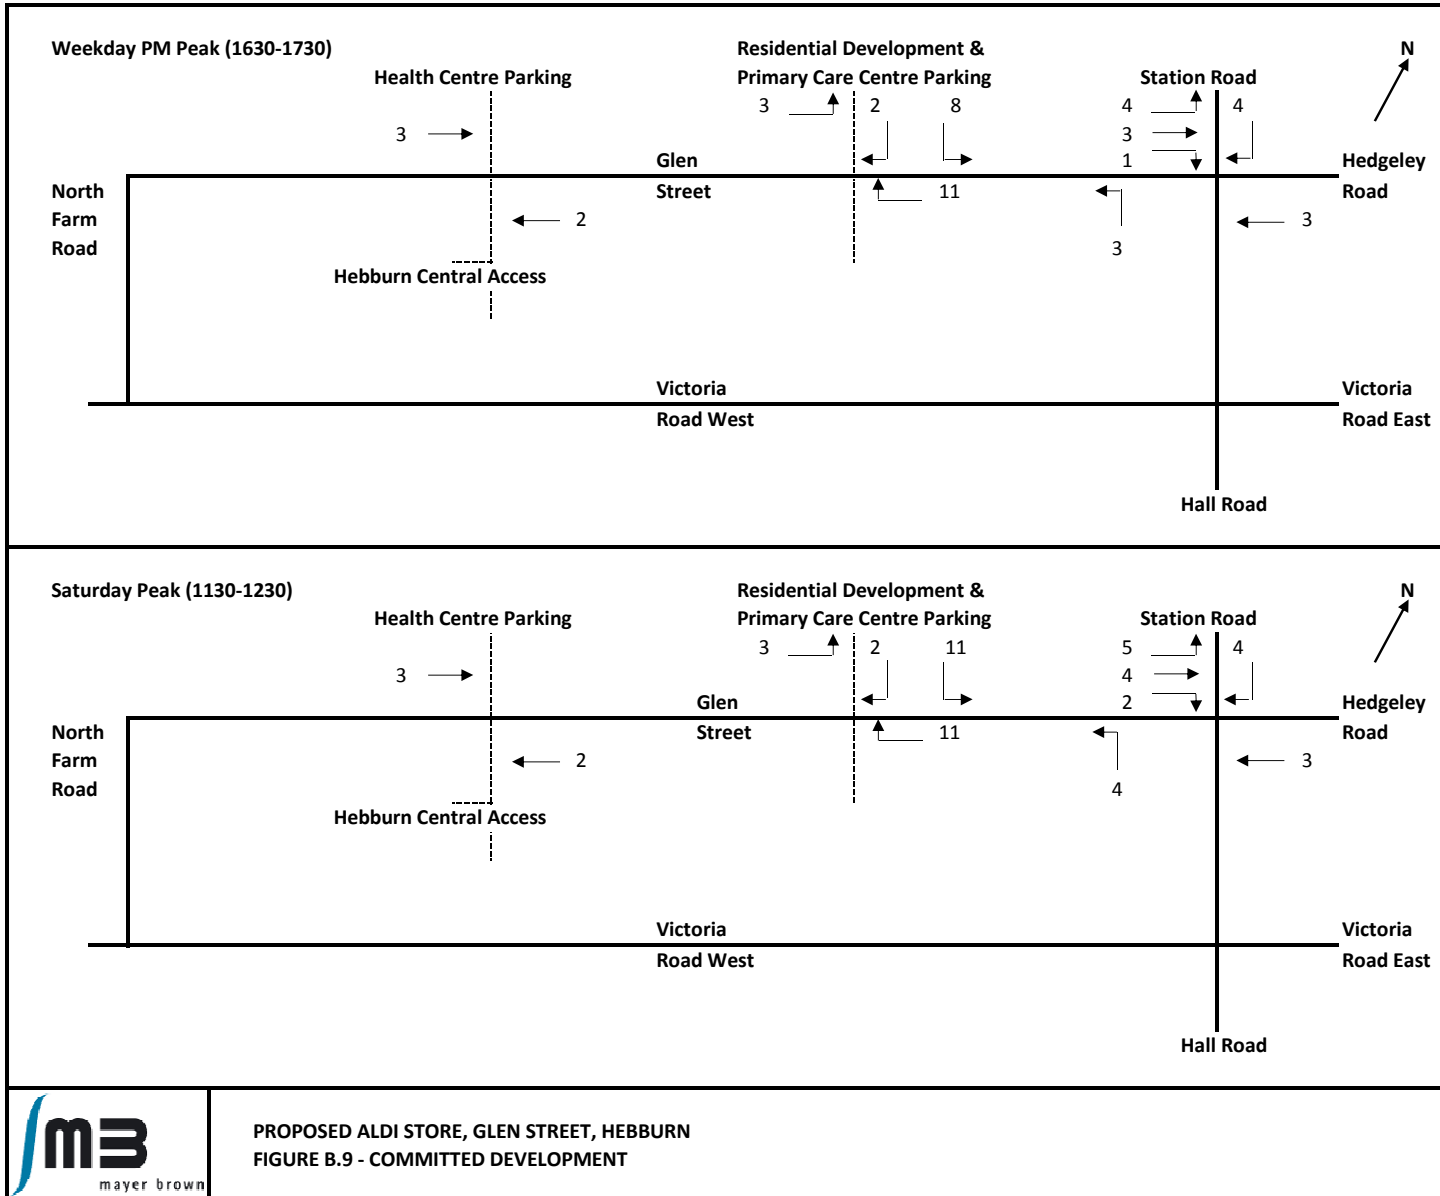 Weekday PM Peak (1630-1730)
Residential Development &
N
Health Centre Parking
Primary Care Centre Parking
Station Road
3
2
8
4
4
3
3
1
Glen
Hedgeley
North
Street
11
Road
Farm
2
3
Road
3
Hebburn Central Access
Victoria
Victoria
Road West
Road East
Hall Road
Saturday Peak (1130-1230)
Residential Development &
N
Health Centre Parking
Primary Care Centre Parking
Station Road
3
2
11
5
4
3
4
2
Glen
Hedgeley
North
Street
11
Road
Farm
2
3
Road
4
Hebburn Central Access
Victoria
Victoria
Road West
Road East
Hall Road
mB
mayer brown
PROPOSED ALDI STORE, GLEN STREET, HEBBURN
FIGURE B.9 - COMMITTED DEVELOPMENT